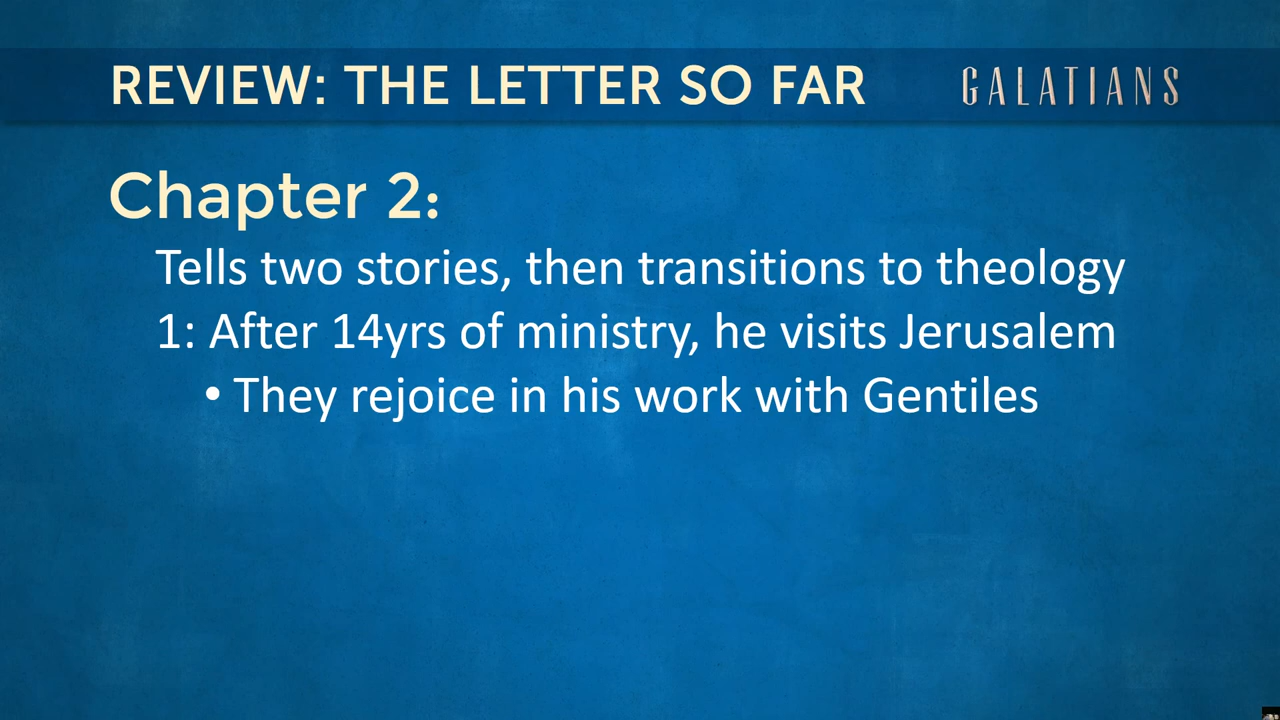 REVIEW: THE LETTER SO FAR
GALATIANS
Chapter 2:
Tells two stories, then transitions to theology
1: After 14yrs of ministry, he visits Jerusalem
• They rejoice in his work with Gentiles